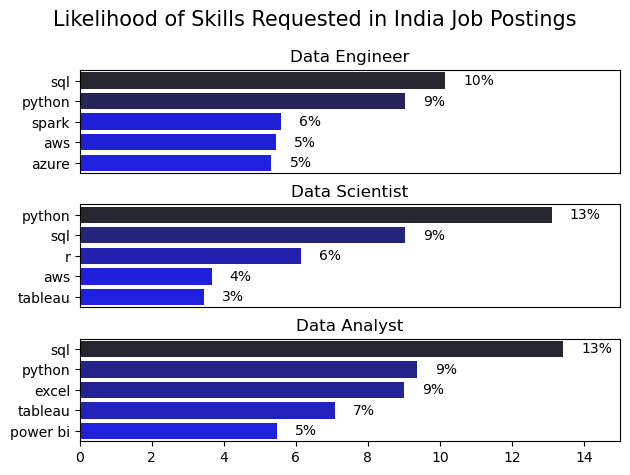 Likelihood of Skills Requested in India Job Postings
Data Engineer
sql 10%
python 9%
spark 6%
aws 5%
azure 5%
Data Scientist
python 13%
sql 9%
r 6%
aws 4%
tableau 3%
Data Analyst
sql 13%
python 9%
excel 9%
tableau 7%
power bi 5%
0 2 4 6 8 10 12 14